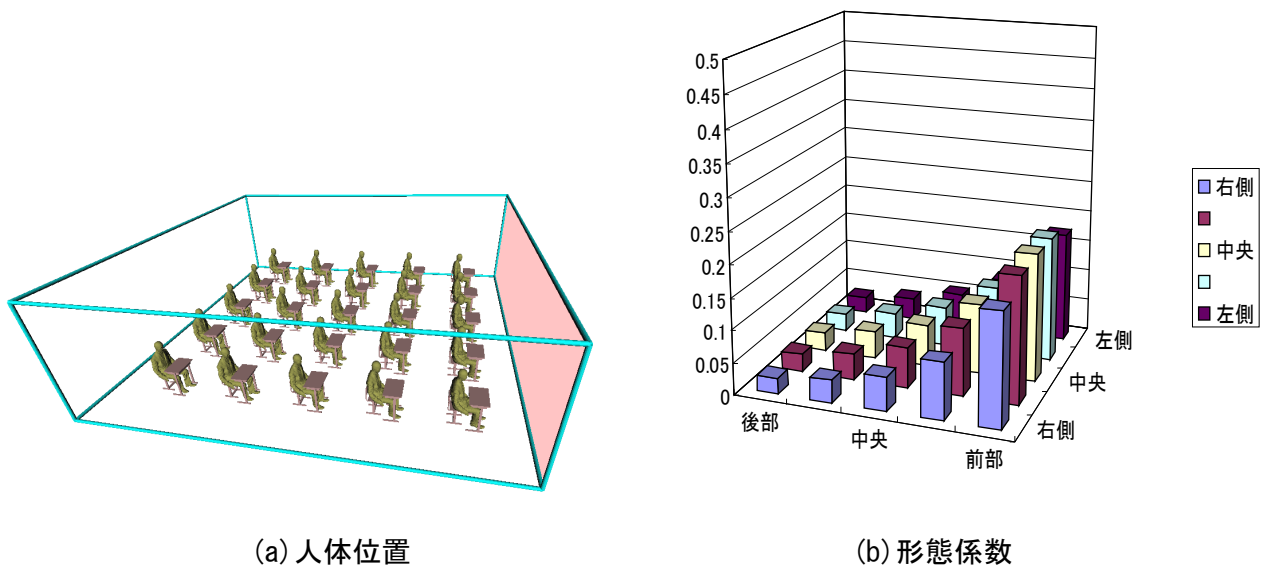 0.5
0.45
0.4
0.35
0.3
0.25
0.2
0.15
0.1
0.05
0
後部
中央
前部
右側
中央
左側
右側
中央
左側
(a) 人体位置
(b) 形態係数